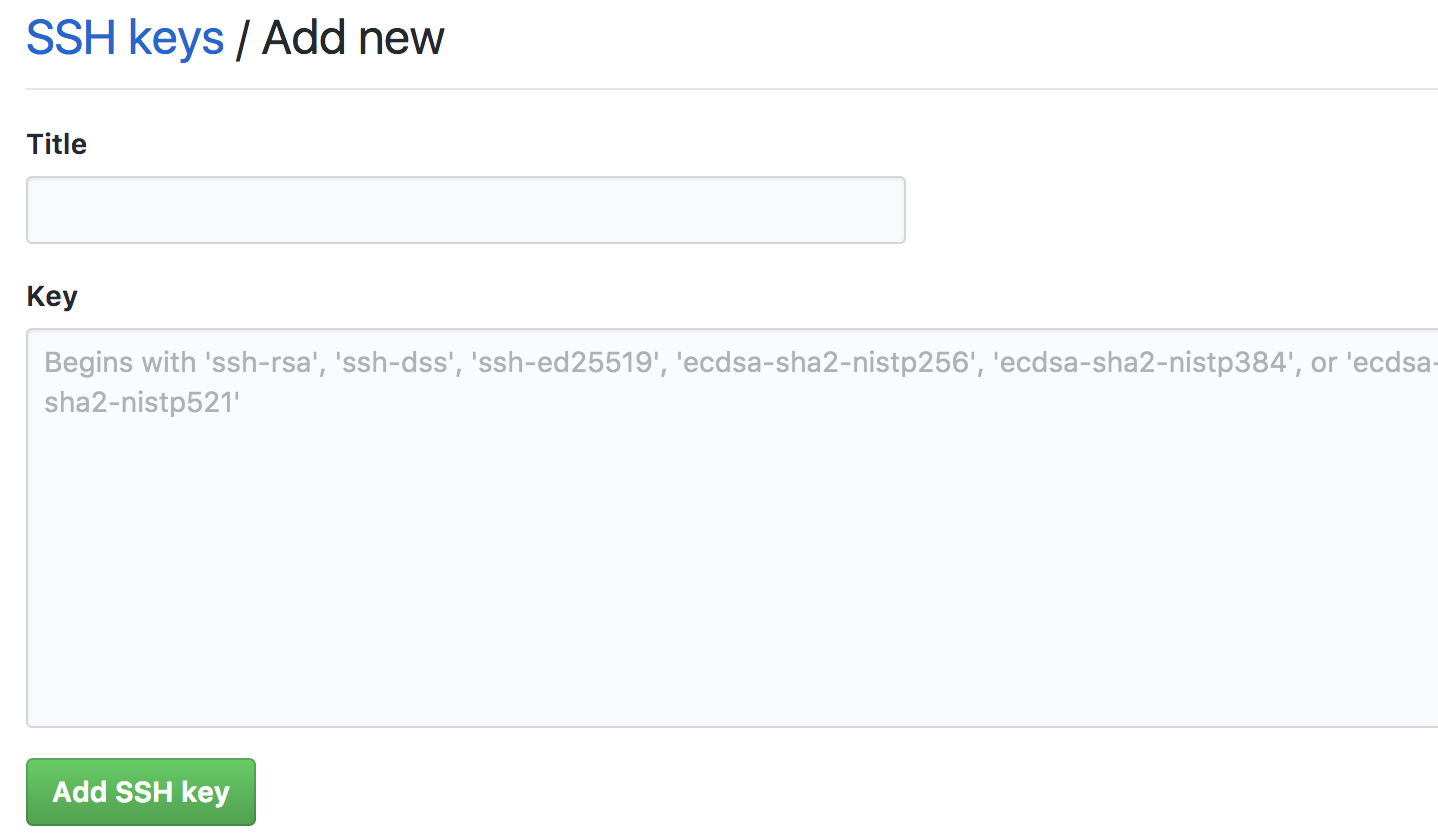 SSH keys / Add new
Title
Key
Begins with 'ssh-rsa', 'ssh-dss', 'ssh-ed25519', 'ecdsa-sha2-nistp256', 'ecdsa-sha2-nistp384', or 'ecdsa-
sha2-nistp521'
Add SSH key